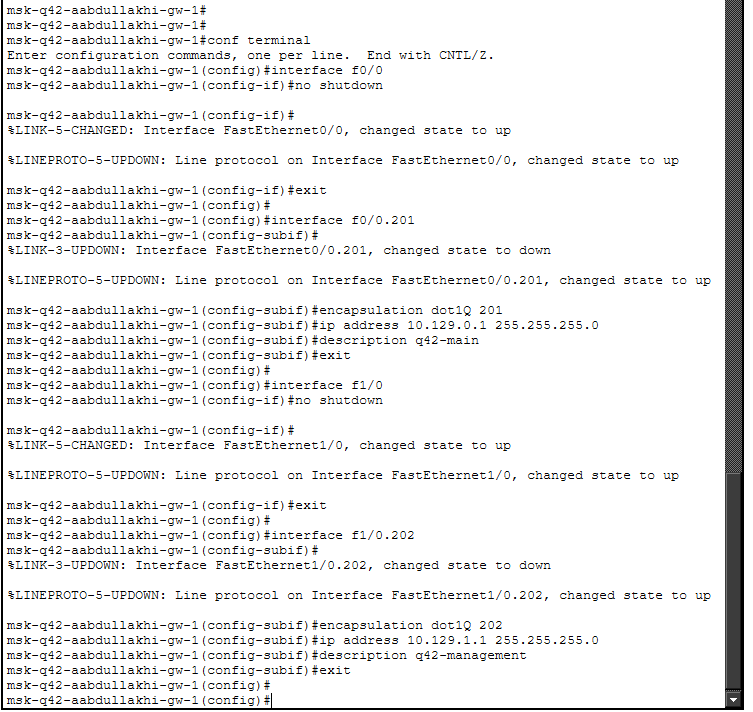 msk-q42-aabdullakhi-gw-1#
msk-q42-aabdullakhi-gw-1#
msk-q42-aabdullakhi-gw-1#conf terminal
Enter configuration commands, one per line.  End with CNTL/Z.
msk-q42-aabdullakhi-gw-1(config)#interface f0/0
msk-q42-aabdullakhi-gw-1(config-if)#no shutdown
msk-q42-aabdullakhi-gw-1(config-if)#
%LINK-5-CHANGED: Interface FastEthernet0/0, changed state to up
%LINEPROTO-5-UPDOWN: Line protocol on Interface FastEthernet0/0, changed state to up
msk-q42-aabdullakhi-gw-1(config-if)#exit
msk-q42-aabdullakhi-gw-1(config)#
msk-q42-aabdullakhi-gw-1(config)#interface f0/0.201
msk-q42-aabdullakhi-gw-1(config-subif)#
%LINK-3-UPDOWN: Interface FastEthernet0/0.201, changed state to down
%LINEPROTO-5-UPDOWN: Line protocol on Interface FastEthernet0/0.201, changed state to up
msk-q42-aabdullakhi-gw-1(config-subif)#encapsulation dot1Q 201
msk-q42-aabdullakhi-gw-1(config-subif)#ip address 10.129.0.1 255.255.255.0
msk-q42-aabdullakhi-gw-1(config-subif)#description q42-main
msk-q42-aabdullakhi-gw-1(config-subif)#exit
msk-q42-aabdullakhi-gw-1(config)#
msk-q42-aabdullakhi-gw-1(config)#interface f1/0
msk-q42-aabdullakhi-gw-1(config-if)#no shutdown
msk-q42-aabdullakhi-gw-1(config-if)#
%LINK-5-CHANGED: Interface FastEthernet1/0, changed state to up
%LINEPROTO-5-UPDOWN: Line protocol on Interface FastEthernet1/0, changed state to up
msk-q42-aabdullakhi-gw-1(config-if)#exit
msk-q42-aabdullakhi-gw-1(config)#
msk-q42-aabdullakhi-gw-1(config)#interface f1/0.202
msk-q42-aabdullakhi-gw-1(config-subif)#
%LINK-3-UPDOWN: Interface FastEthernet1/0.202, changed state to down
%LINEPROTO-5-UPDOWN: Line protocol on Interface FastEthernet1/0.202, changed state to up
msk-q42-aabdullakhi-gw-1(config-subif)#encapsulation dot1Q 202
msk-q42-aabdullakhi-gw-1(config-subif)#ip address 10.129.1.1 255.255.255.0
msk-q42-aabdullakhi-gw-1(config-subif)#description q42-management
msk-q42-aabdullakhi-gw-1(config-subif)#exit
msk-q42-aabdullakhi-gw-1(config)#
msk-q42-aabdullakhi-gw-1(config)#